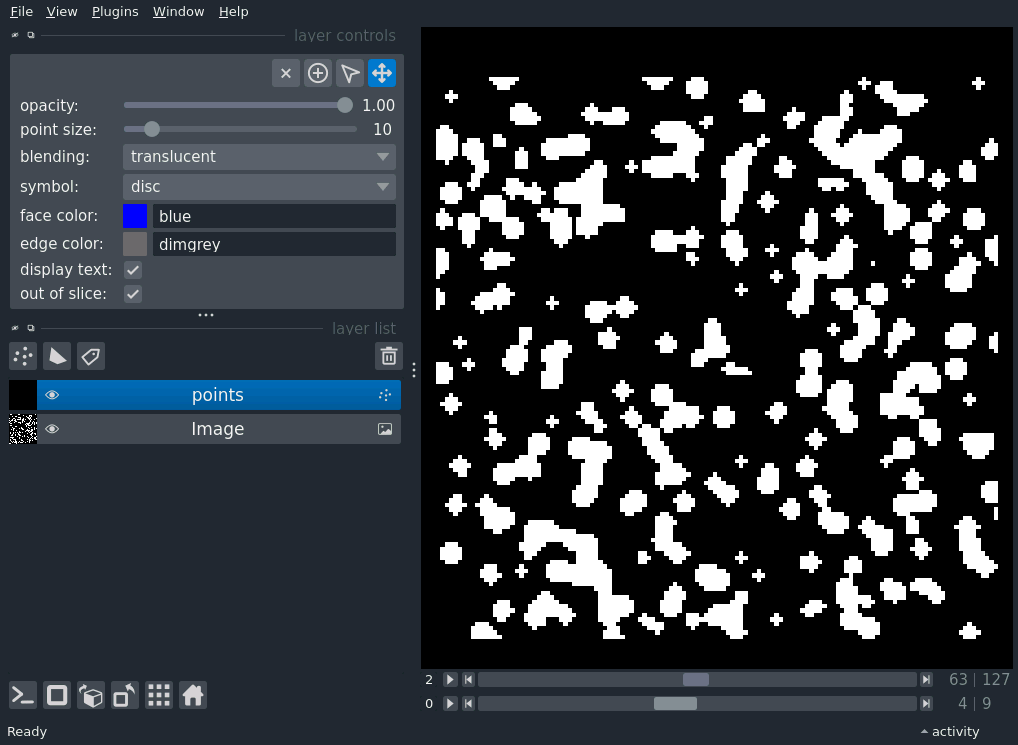 File View Plugins Window Help
layer controls
opacity: 1.00
point size: 10
blending: translucent
symbol: disc
face color: blue
edge color: dimgrey
display text:
out of slice:
layer list
points
Image
2 63 127
0 4 9
Ready activity